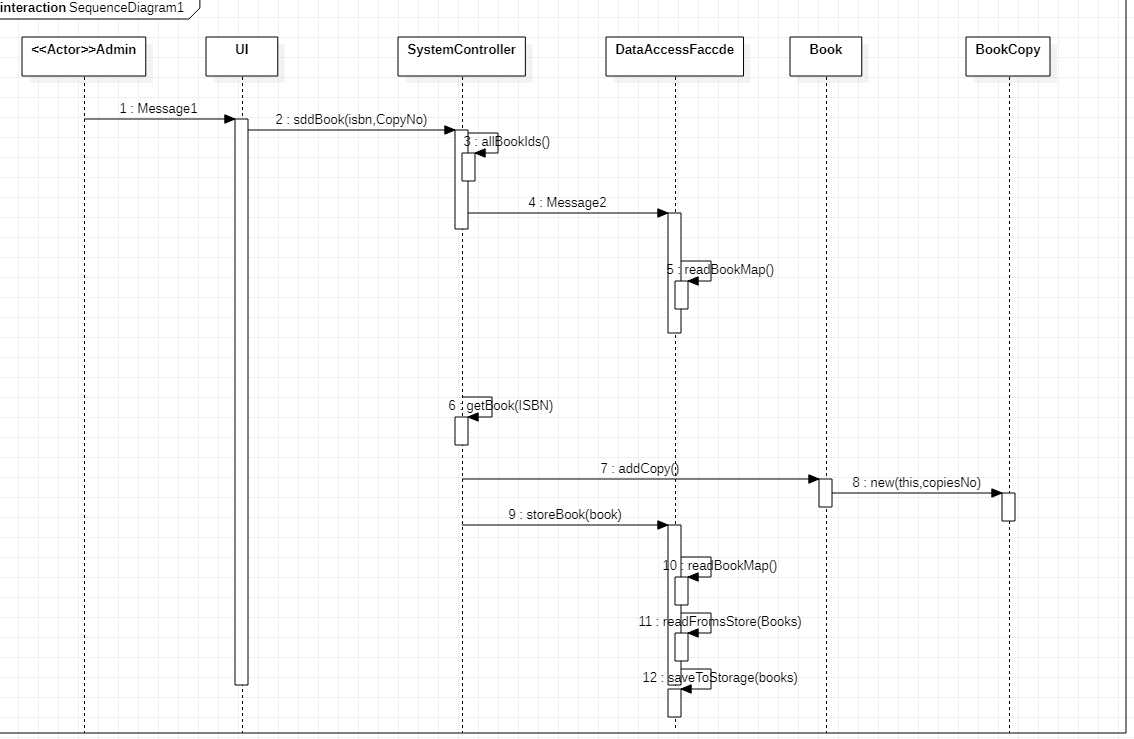 interaction SequenceDiagram1
<<Actor>>Admin
UI
SystemController
DataAccessFaccde
Book
BookCopy
1 : Message1
2 : sddBook(isbn,CopyNo)
3 : allBookIds()
4 : Message2
5 : readBookMap()
6 : getBook(ISBN)
7 : addCopy()
8 : new(this,copiesNo)
9 : storeBook(book)
10 : readBookMap()
11 : readFromsStore(Books)
12 : saveToStorage(books)